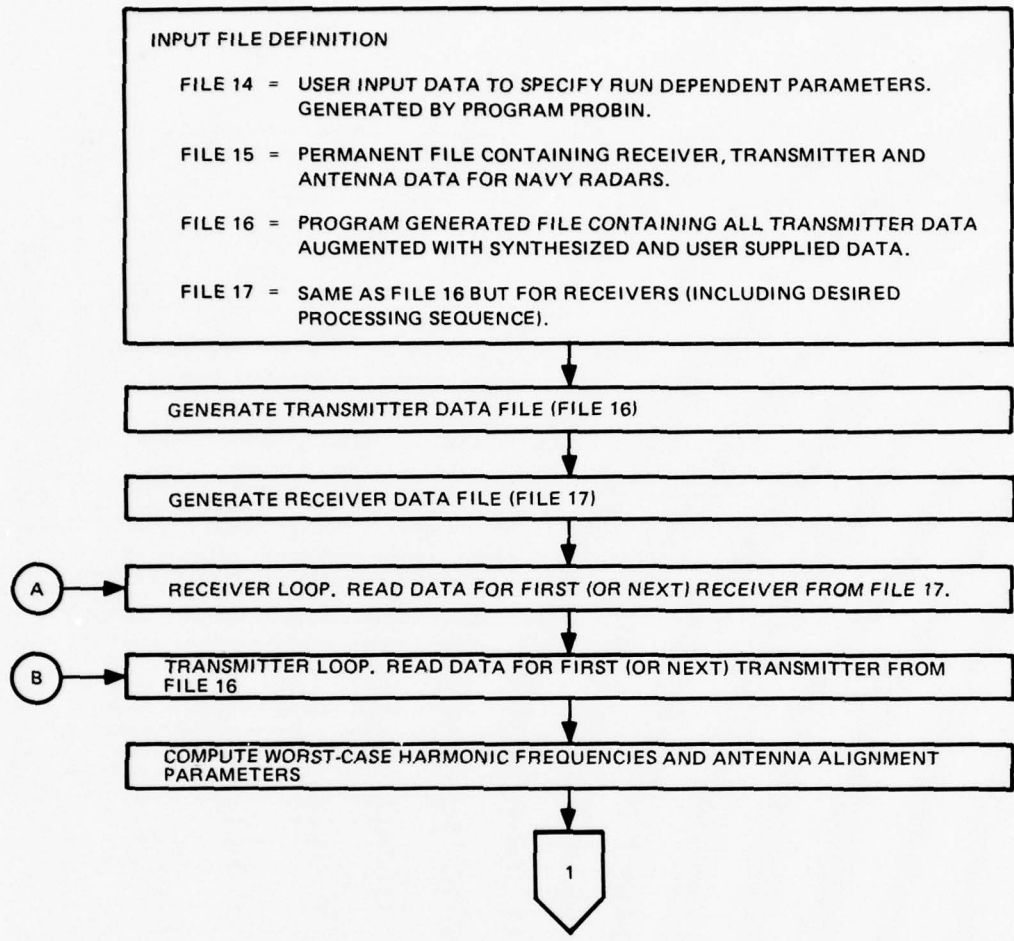 INPUT FILE DEFINITION
FILE 14 = USER INPUT DATA TO SPECIFY RUN DEPENDENT PARAMETERS.
GENERATED BY PROGRAM PROBIN.
FILE 15 = PERMANENT FILE CONTAINING RECEIVER, TRANSMITTER AND
ANTENNA DATA FOR NAVY RADARS.
FILE 16 = PROGRAM GENERATED FILE CONTAINING ALL TRANSMITTER DATA
AUGMENTED WITH SYNTHESIZED AND USER SUPPLIED DATA.
FILE 17 = SAME AS FILE 16 BUT FOR RECEIVERS (INCLUDING DESIRED
PROCESSING SEQUENCE).
GENERATE TRANSMITTER DATA FILE (FILE 16)
GENERATE RECEIVER DATA FILE (FILE 17)
A
RECEIVER LOOP. READ DATA FOR FIRST (OR NEXT) RECEIVER FROM FILE 17.
B
TRANSMITTER LOOP. READ DATA FOR FIRST (OR NEXT) TRANSMITTER FROM
FILE 16
COMPUTE WORST-CASE HARMONIC FREQUENCIES AND ANTENNA ALIGNMENT
PARAMETERS
1